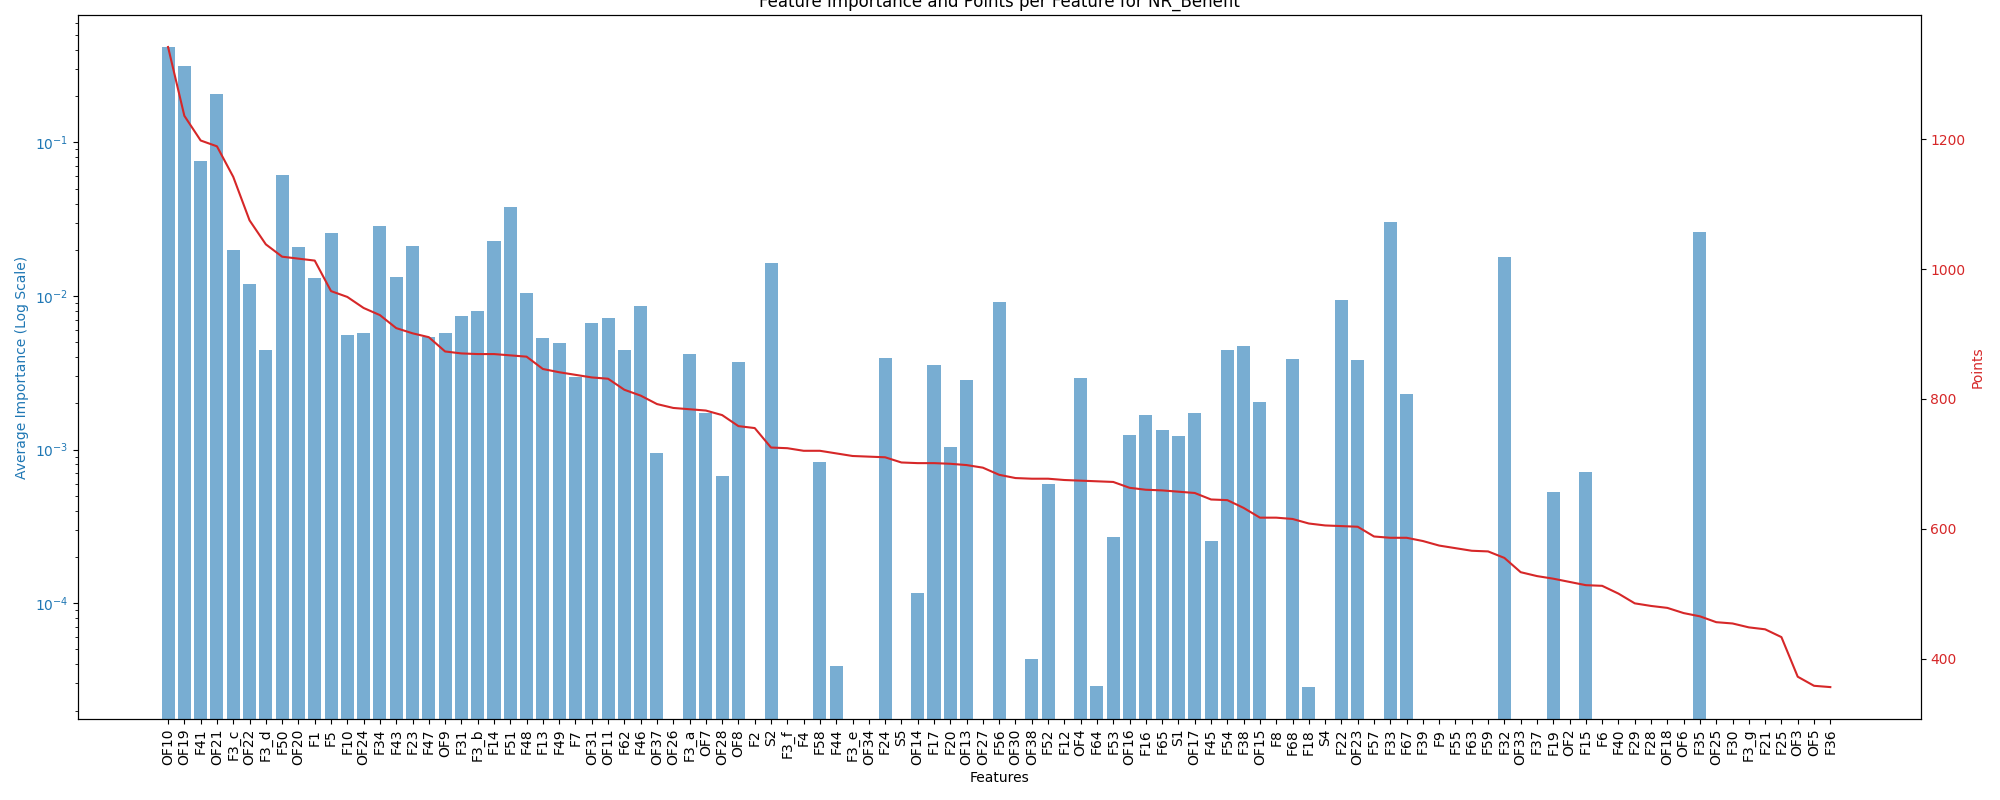 Feature Importance and Points per Feature for NR_Benefit
Average Importance (Log Scale)
10⁻¹
10⁻²
10⁻³
10⁻⁴
1200
1000
800
600
400
Points
OF10 OF19 F41 OF21 F3_c OF22 F3_d F50 OF20 F1 F5 F10 OF24 F34 F43 F23 F47 OF9 F31 F3_b F14 F51 F48 F13 F49 F7 OF31 OF11 F62 F46 OF37 OF26 F3_a OF7 OF28 OF8 F2 S2 F3_f F4 F58 F44 F3_e OF34 F24 S5 OF14 F17 F20 OF13 OF27 F56 OF30 OF38 F52 F12 OF4 F64 F53 OF16 F16 F65 S1 OF17 F45 F54 F38 OF15 F8 F68 F18 S4 F22 OF23 F57 F33 F67 F39 F9 F55 F63 F59 F32 OF33 F37 F19 OF2 F15 F6 F40 F29 F28 OF18 OF6 F35 OF25 F30 F3_g F21 F25 OF3 OF5 F36
Features